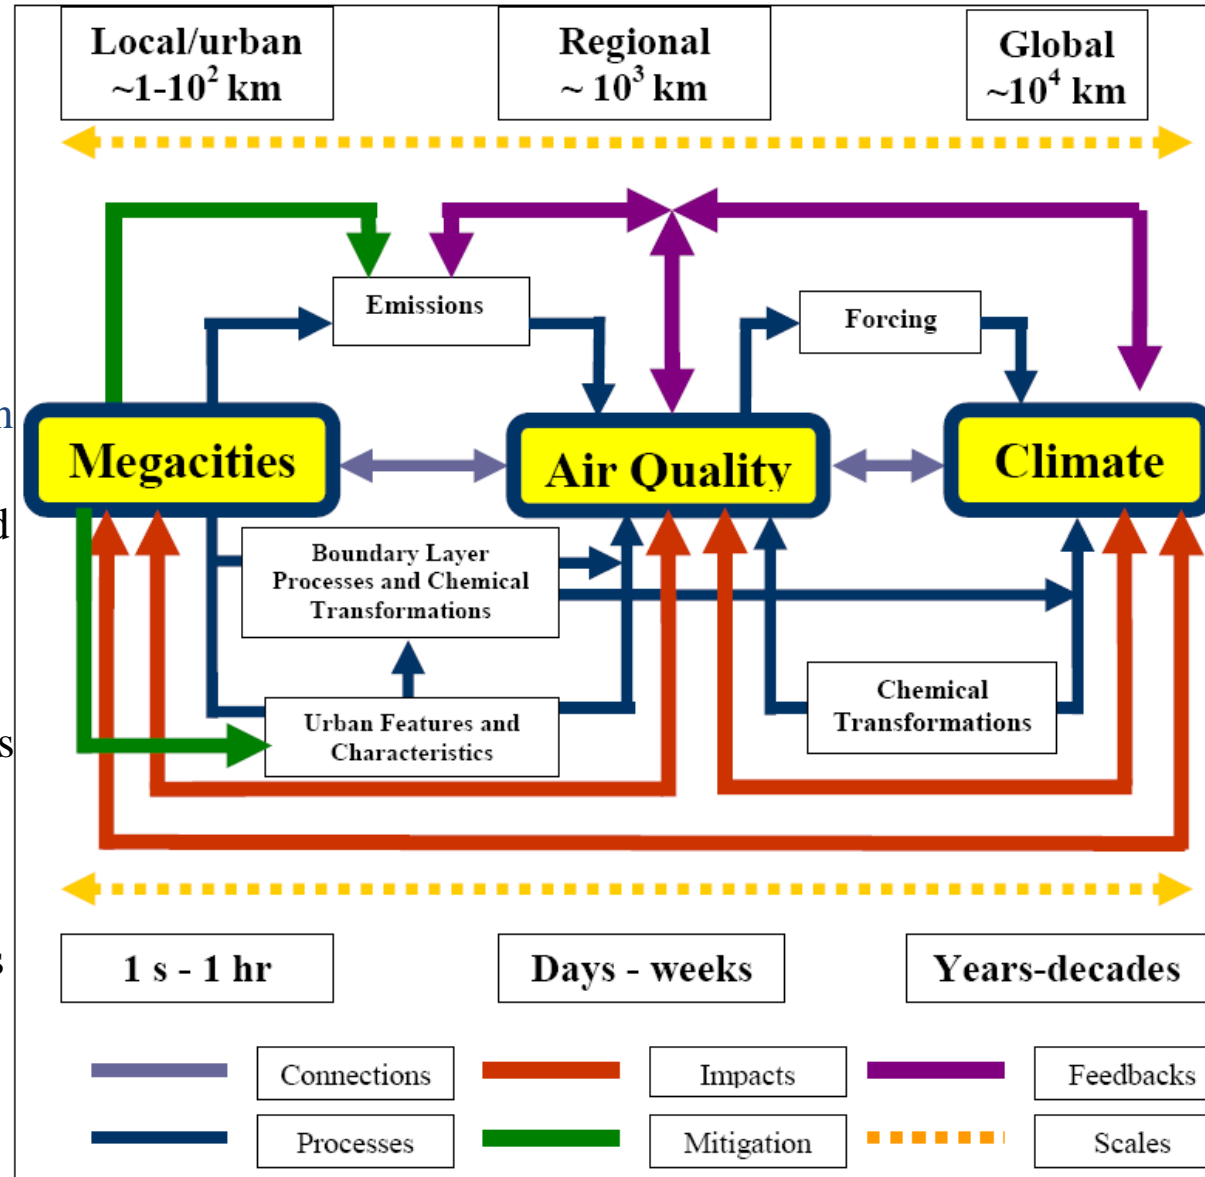 Local/urban
~1-10² km
Regional
~ 10³ km
Global
~10⁴ km
Emissions
Forcing
Megacities
Air Quality
Climate
Boundary Layer
Processes and Chemical
Transformations
Urban Features and
Characteristics
Chemical
Transformations
1 s - 1 hr
Days - weeks
Years-decades
Connections
Impacts
Feedbacks
Processes
Mitigation
Scales